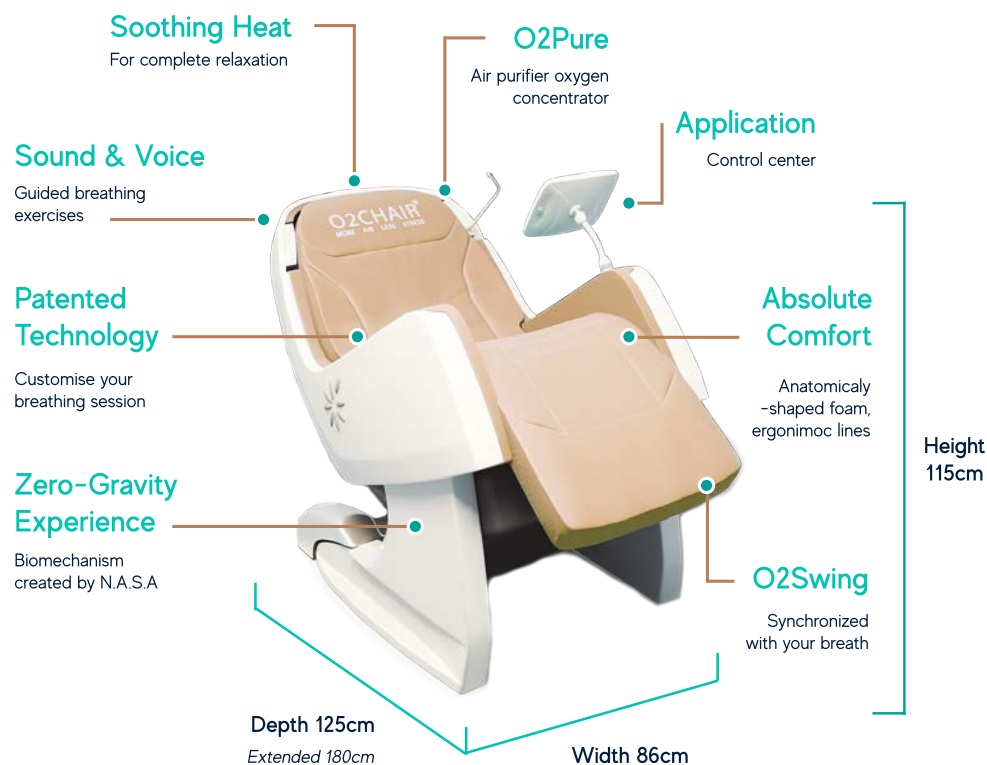 Soothing Heat
For complete relaxation
O2Pure
Air purifier oxygen
concentrator
Application
Control center
Sound & Voice
Guided breathing
exercises
O2CHAIR®
MORE AIR LESS STRESS
Patented
Technology
Customise your
breathing session
Absolute
Comfort
Anatomicaly
-shaped foam,
ergonimoc lines
Height
115cm
Zero-Gravity
Experience
Biomechanism
created by N.A.S.A
O2Swing
Synchronized
with your breath
Depth 125cm
Extended 180cm
Width 86cm